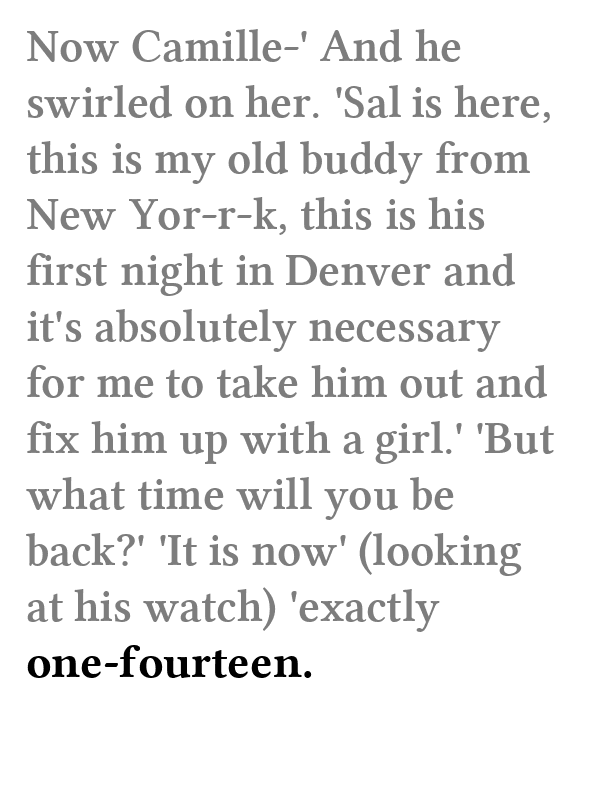 Now Camille-' And he
swirled on her. 'Sal is here,
this is my old buddy from
New Yor-r-k, this is his
first night in Denver and
it's absolutely necessary
for me to take him out and
fix him up with a girl.' 'But
what time will you be
back?' 'It is now' (looking
at his watch) 'exactly
one-fourteen.